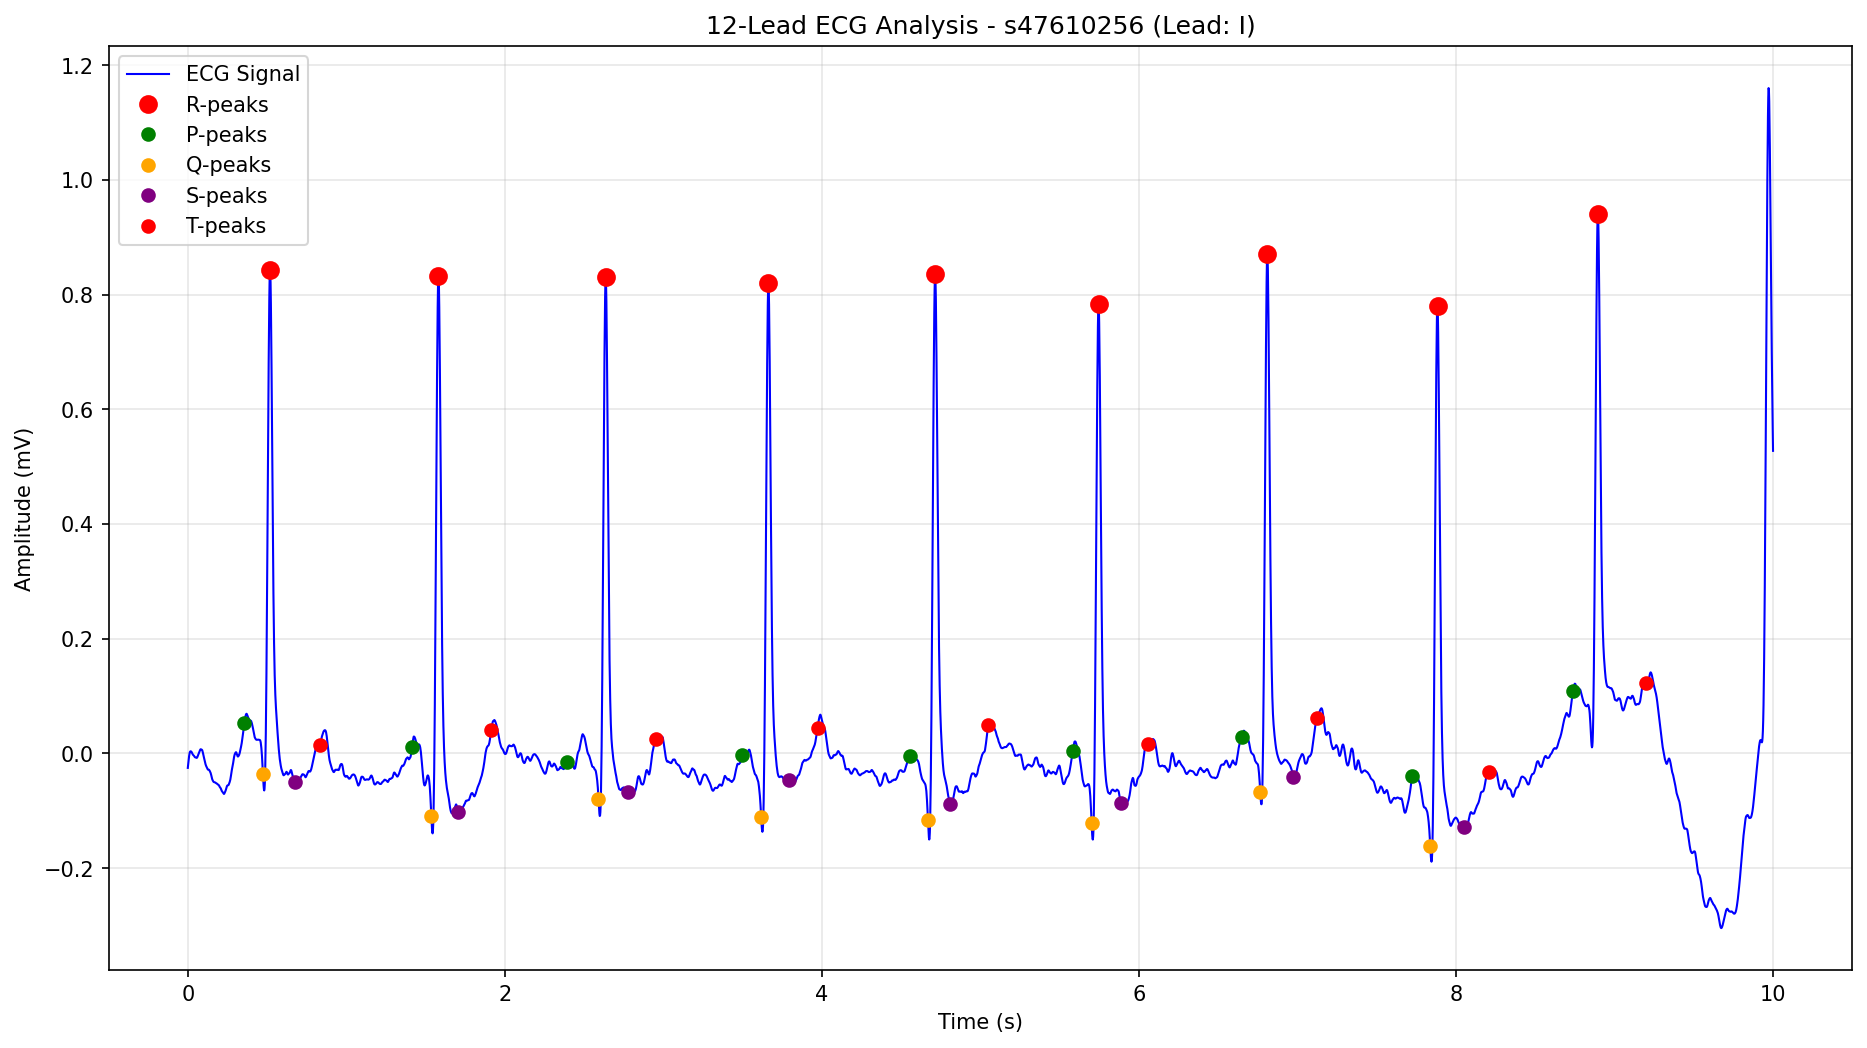 12-Lead ECG Analysis - s47610256 (Lead: I)
ECG Signal
R-peaks
P-peaks
Q-peaks
S-peaks
T-peaks
Amplitude (mV)
1.2
1.0
0.8
0.6
0.4
0.2
0.0
−0.2
0 2 4 6 8 10
Time (s)